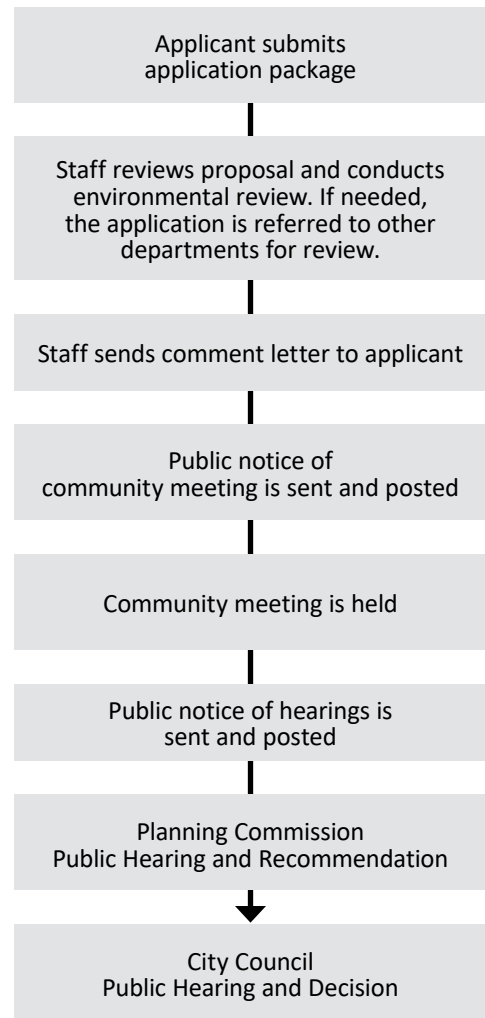 Applicant submits
application package
Staff reviews proposal and conducts
environmental review. If needed,
the application is referred to other
departments for review.
Staff sends comment letter to applicant
Public notice of
community meeting is sent and posted
Community meeting is held
Public notice of hearings is
sent and posted
Planning Commission
Public Hearing and Recommendation
City Council
Public Hearing and Decision